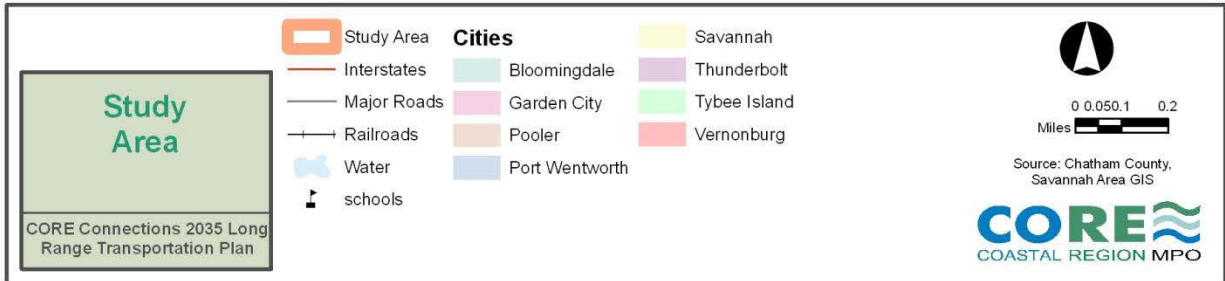 Study
Area
CORE Connections 2035 Long
Range Transportation Plan
Study Area
Interstates
Major Roads
Railroads
Water
schools
Cities
Bloomingdale
Garden City
Pooler
Port Wentworth
Savannah
Thunderbolt
Tybee Island
Vernonburg
0 0.050.1 0.2
Miles
Source: Chatham County,
Savannah Area GIS
CORE
COASTAL REGION MPO